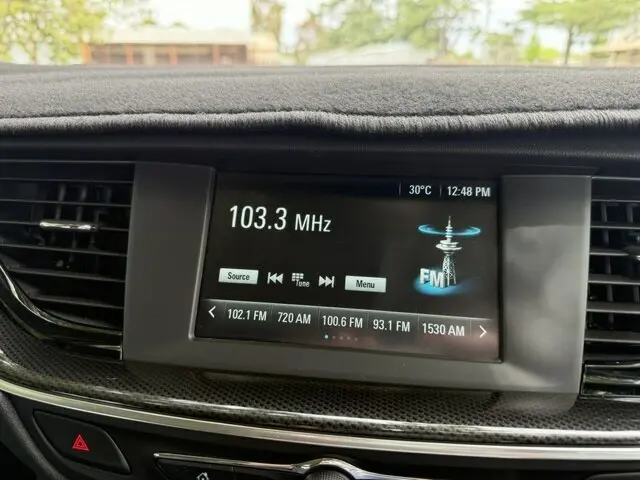 30°C 12:48 PM
103.3 MHz
FM
Source Tune Menu
102.1 FM 720 AM 100.6 FM 93.1 FM 1530 AM